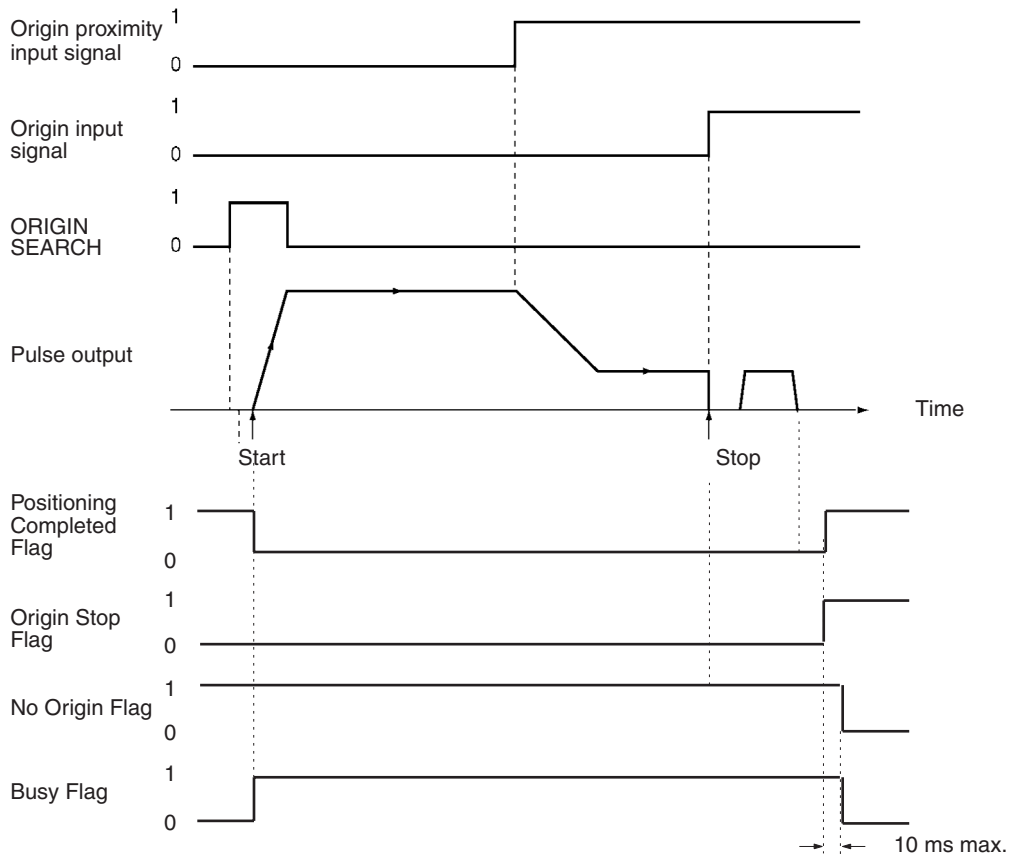 Origin proximity
input signal
1
0
Origin input
signal
1
0
ORIGIN
SEARCH
1
0
Pulse output
Time
Start
Stop
Positioning
Completed
Flag
1
0
Origin Stop
Flag
1
0
No Origin Flag
1
0
Busy Flag
1
0
10 ms max.